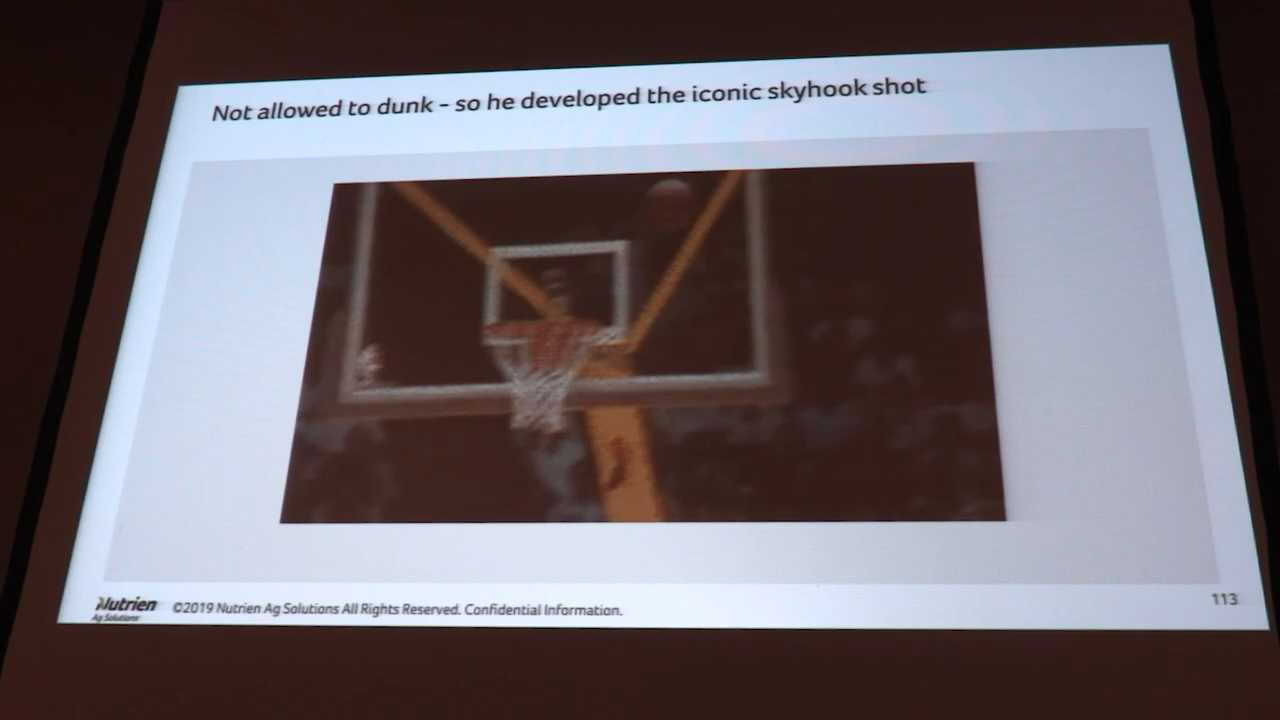 Not allowed to dunk – so he developed the iconic skyhook shot
Nutrien
Ag Solutions
©2019 Nutrien Ag Solutions All Rights Reserved. Confidential Information.
113